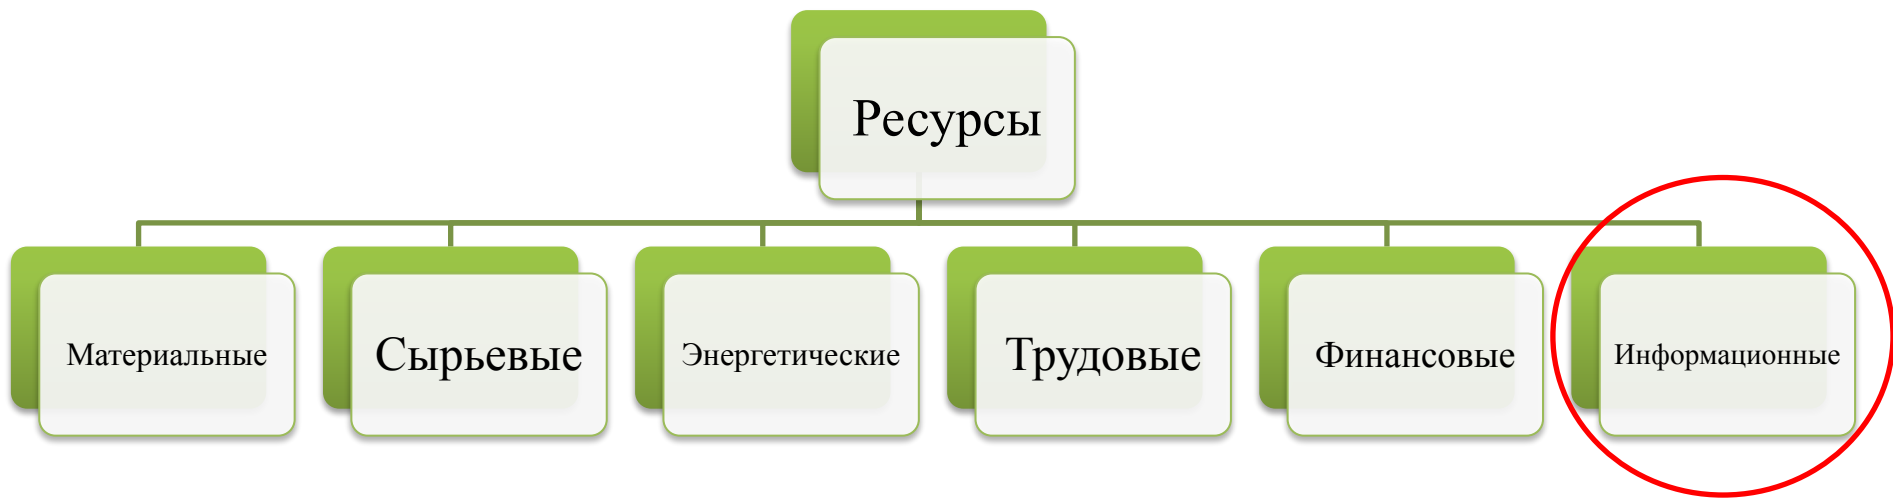 Ресурсы
Материальные
Сырьевые
Энергетические
Трудовые
Финансовые
Информационные